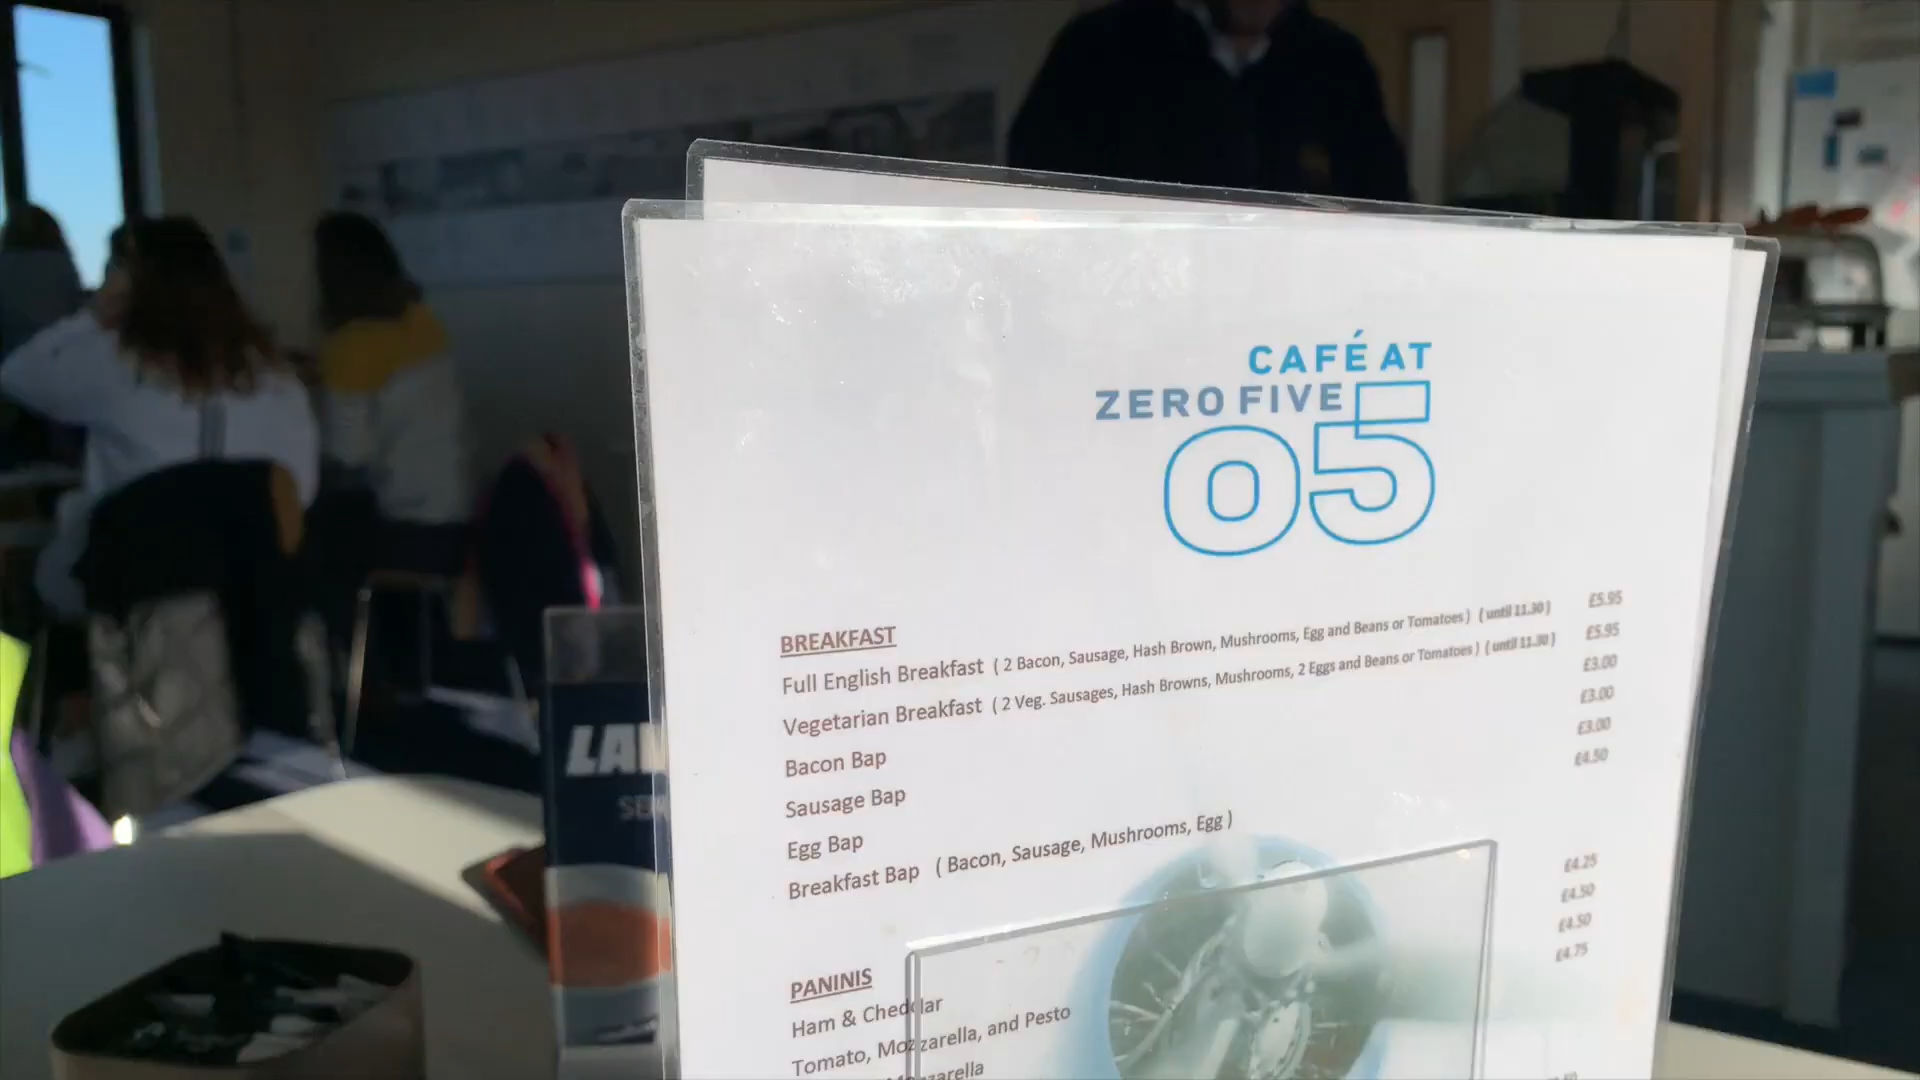 CAFÉ AT
ZERO FIVE
05
BREAKFAST
Full English Breakfast ( 2 Bacon, Sausage, Hash Brown, Mushrooms, Egg and Beans or Tomatoes ) ( until 11.30 ) £5.95
Vegetarian Breakfast ( 2 Veg. Sausages, Hash Browns, Mushrooms, 2 Eggs and Beans or Tomatoes ) ( until 11.30 ) £5.95
Bacon Bap £3.00
Sausage Bap £3.00
Egg Bap £3.00
Breakfast Bap ( Bacon, Sausage, Mushrooms, Egg ) £4.50
PANINIS
Ham & Cheddar £4.25
Tomato, Mozzarella, and Pesto £4.50
Mozzarella £4.50
£4.75